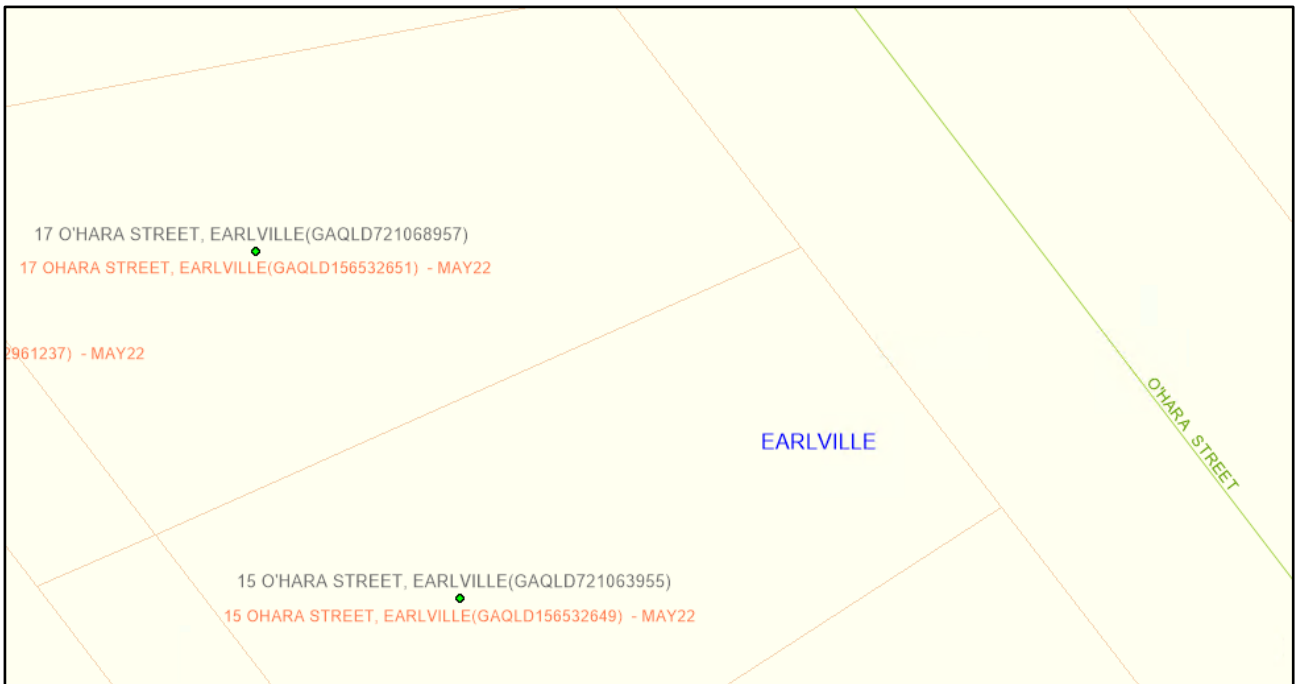 17 O'HARA STREET, EARLVILLE(GAQLD721068957)
17 OHARA STREET, EARLVILLE(GAQLD156532651) - MAY22
2961237) - MAY22
EARLVILLE
O'HARA STREET
15 O'HARA STREET, EARLVILLE(GAQLD721063955)
15 OHARA STREET, EARLVILLE(GAQLD156532649) - MAY22